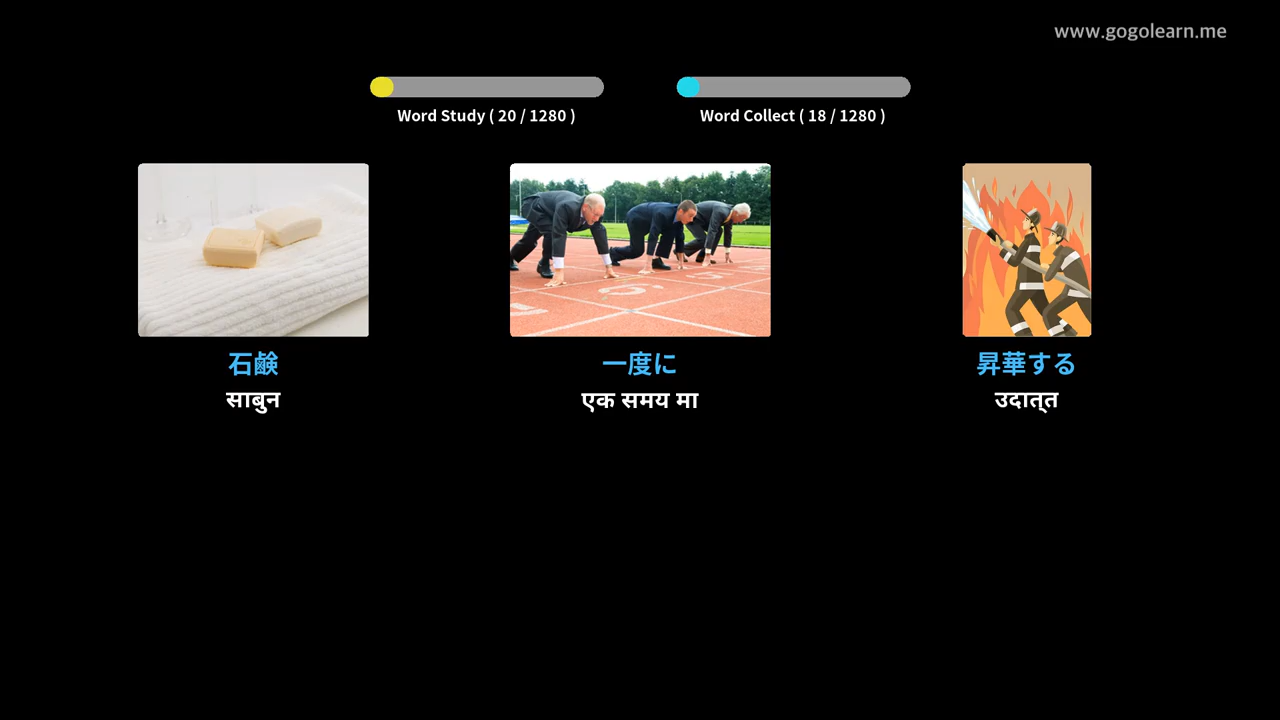 www.gogolearn.me
Word Study ( 20 / 1280 )
Word Collect ( 18 / 1280 )
石鹸
साबुन
一度に
एक समय मा
昇華する
उदात्त